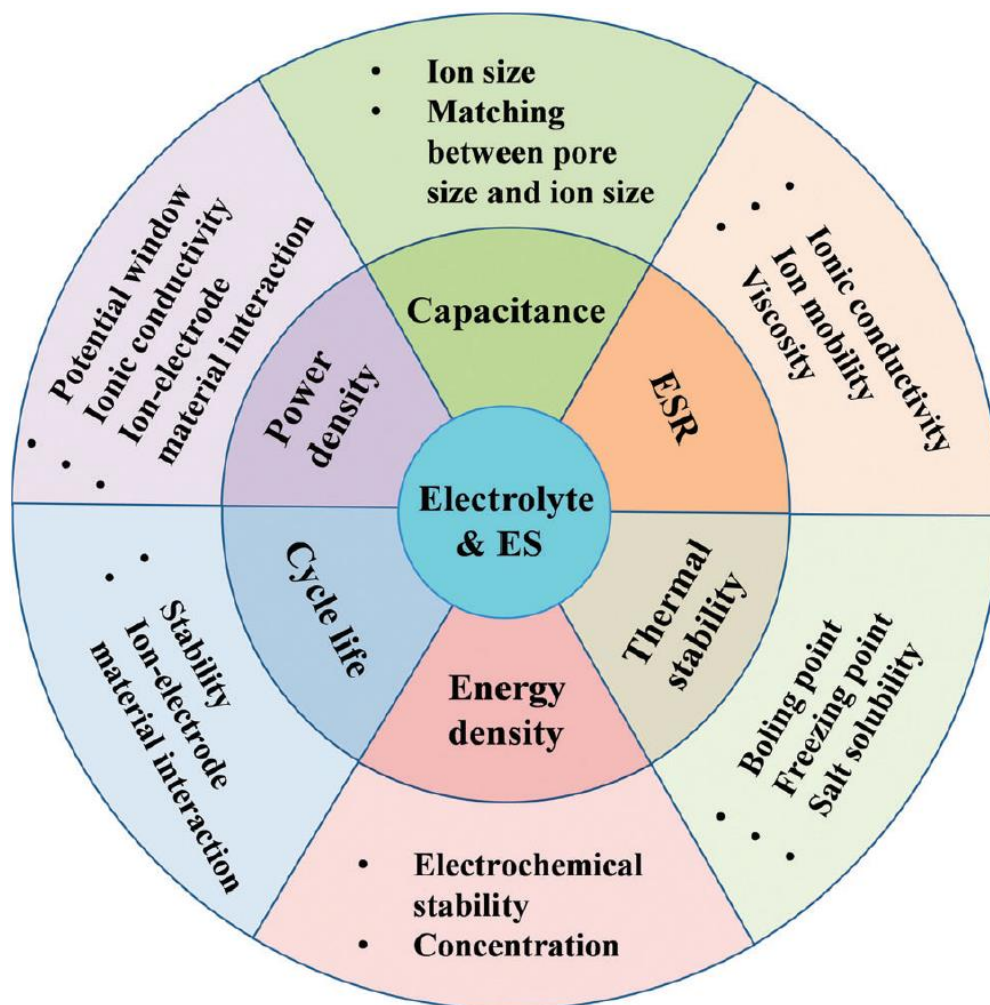 • Ion size
• Matching
between pore
size and ion size
Capacitance
• Ionic conductivity
• Ion mobility
• Viscosity
ESR
• Boling point
• Freezing point
• Salt solubility
Thermal
stability
Energy
density
• Electrochemical
stability
• Concentration
Cycle life
• Stability
• Ion-electrode
material interaction
Power
density
• Potential window
• Ionic conductivity
• Ion-electrode
material interaction
Electrolyte
& ES